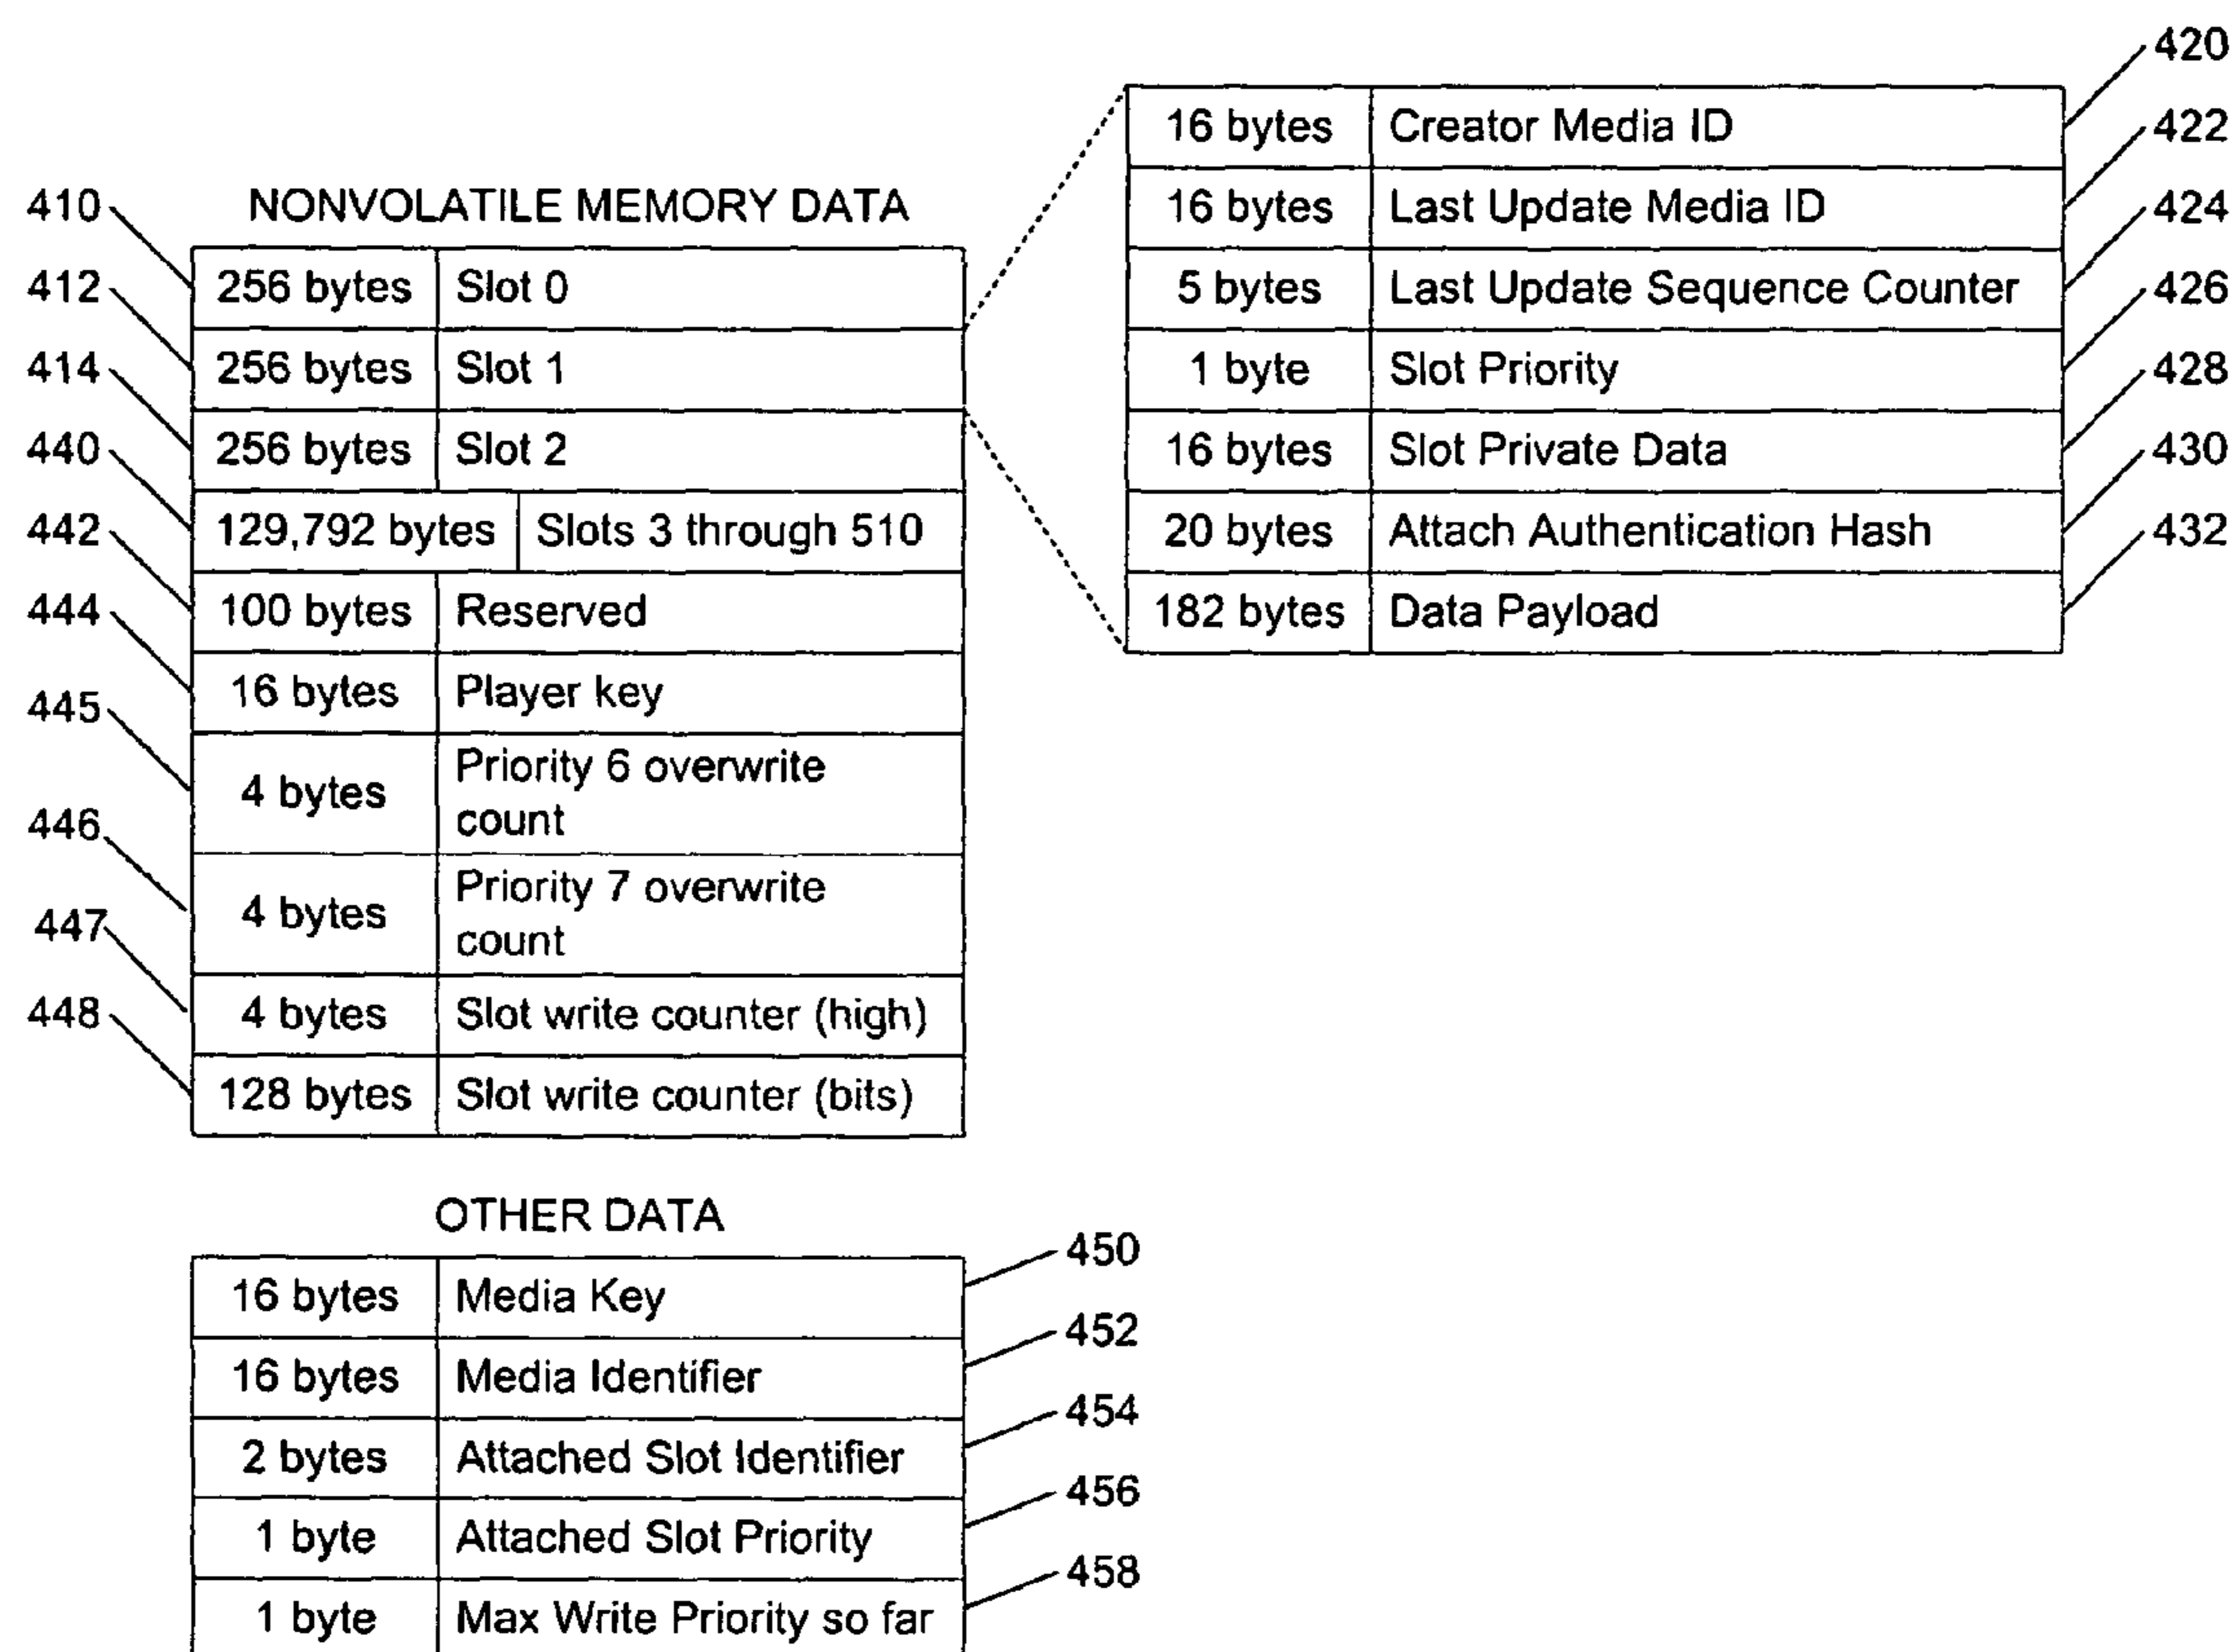 NONVOLATILE MEMORY DATA
410
256 bytes Slot 0
412
256 bytes Slot 1
414
256 bytes Slot 2
440
129,792 bytes Slots 3 through 510
442
100 bytes Reserved
444
16 bytes Player key
445
4 bytes Priority 6 overwrite
count
446
4 bytes Priority 7 overwrite
count
447
4 bytes Slot write counter (high)
448
128 bytes Slot write counter (bits)
420
16 bytes Creator Media ID
422
16 bytes Last Update Media ID
424
5 bytes Last Update Sequence Counter
426
1 byte Slot Priority
428
16 bytes Slot Private Data
430
20 bytes Attach Authentication Hash
432
182 bytes Data Payload
OTHER DATA
450
16 bytes Media Key
452
16 bytes Media Identifier
454
2 bytes Attached Slot Identifier
456
1 byte Attached Slot Priority
458
1 byte Max Write Priority so far